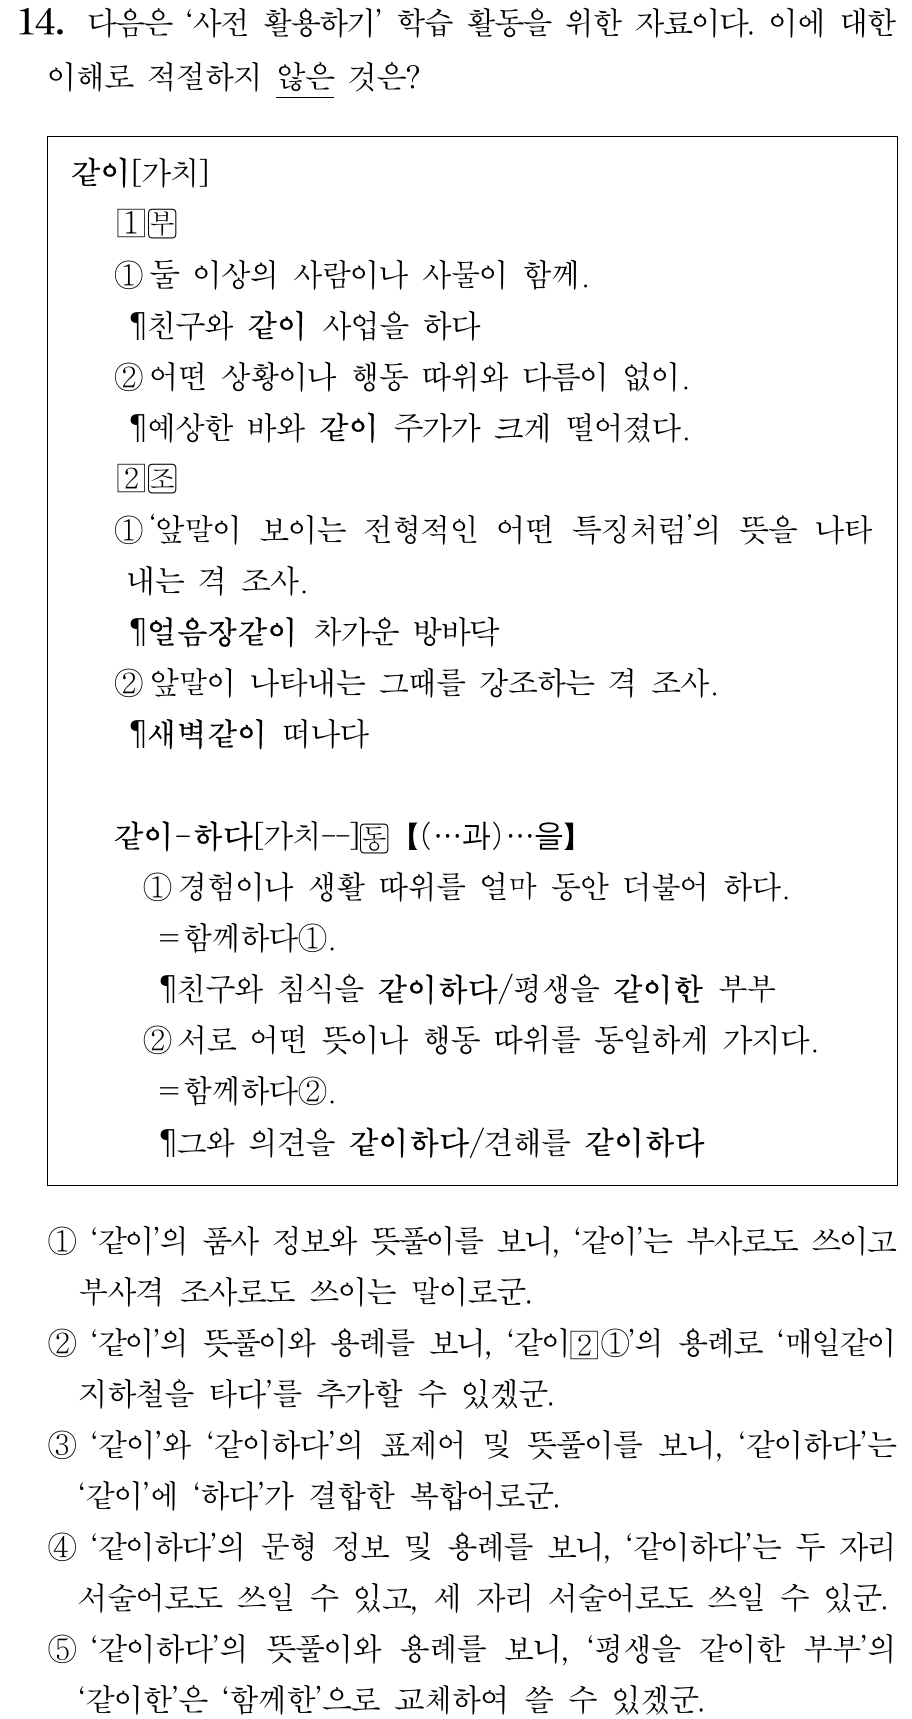 14. 다음은 ‘사전 활용하기’ 학습 활동을 위한 자료이다. 이에 대한
이해로 적절하지 않은 것은?
같이[가치]
1부
①둘 이상의 사람이나 사물이 함께.
¶친구와 같이 사업을 하다
②어떤 상황이나 행동 따위와 다름이 없이.
¶예상한 바와 같이 주가가 크게 떨어졌다.
2조
①‘앞말이 보이는 전형적인 어떤 특징처럼’의 뜻을 나타
내는 격 조사.
¶얼음장같이 차가운 방바닥
②앞말이 나타내는 그때를 강조하는 격 조사.
¶새벽같이 떠나다
같이-하다[가치--]동【(…과)…을】
①경험이나 생활 따위를 얼마 동안 더불어 하다.
=함께하다①.
¶친구와 침식을 같이하다/평생을 같이한 부부
②서로 어떤 뜻이나 행동 따위를 동일하게 가지다.
=함께하다②.
¶그와 의견을 같이하다/견해를 같이하다
① ‘같이’의 품사 정보와 뜻풀이를 보니, ‘같이’는 부사로도 쓰이고
부사격 조사로도 쓰이는 말이로군.
② ‘같이’의 뜻풀이와 용례를 보니, ‘같이2①’의 용례로 ‘매일같이
지하철을 타다’를 추가할 수 있겠군.
③ ‘같이’와 ‘같이하다’의 표제어 및 뜻풀이를 보니, ‘같이하다’는
‘같이’에 ‘하다’가 결합한 복합어로군.
④ ‘같이하다’의 문형 정보 및 용례를 보니, ‘같이하다’는 두 자리
서술어로도 쓰일 수 있고, 세 자리 서술어로도 쓰일 수 있군.
⑤ ‘같이하다’의 뜻풀이와 용례를 보니, ‘평생을 같이한 부부’의
‘같이한’은 ‘함께한’으로 교체하여 쓸 수 있겠군.